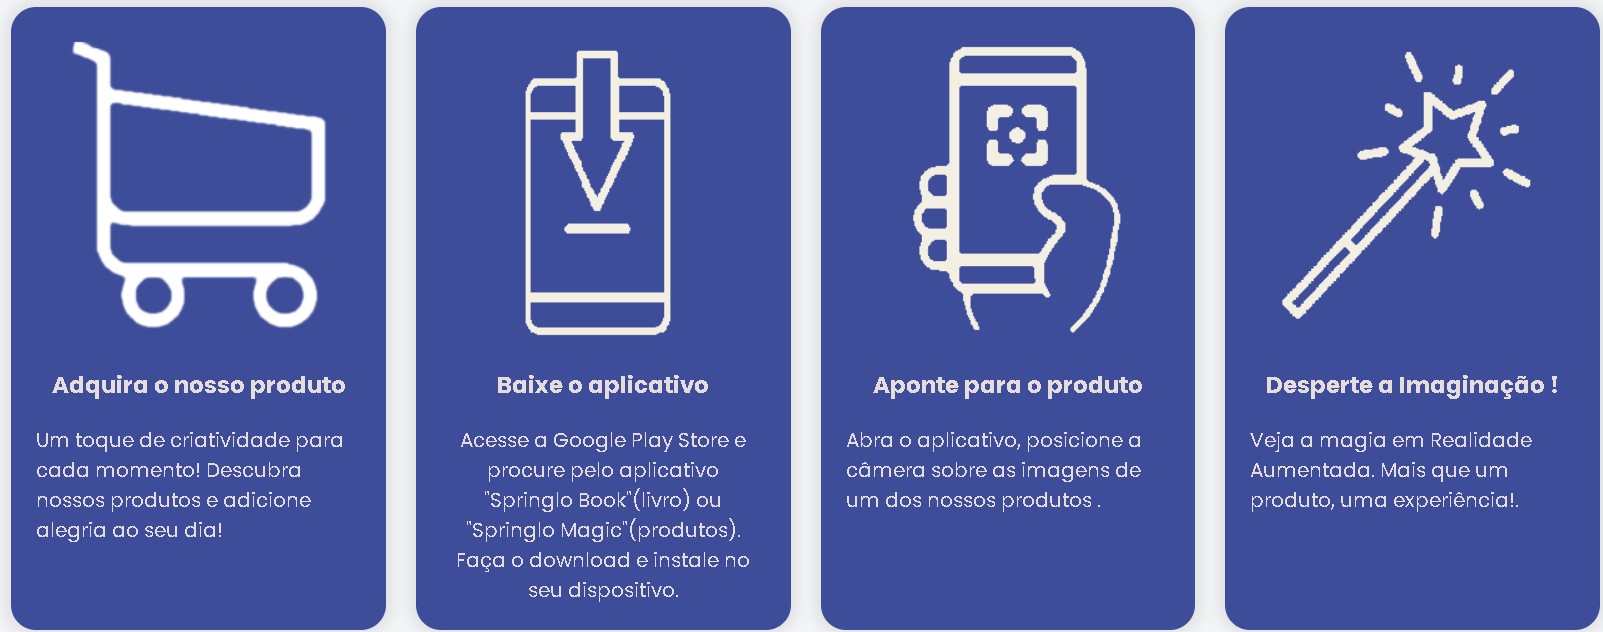 Adquira o nosso produto
Um toque de criatividade para
cada momento! Descubra
nossos produtos e adicione
alegria ao seu dia!
Baixe o aplicativo
Acesse a Google Play Store e
procure pelo aplicativo
"Springlo Book"(livro) ou
"Springlo Magic"(produtos).
Faça o download e instale no
seu dispositivo.
Aponte para o produto
Abra o aplicativo, posicione a
câmera sobre as imagens de
um dos nossos produtos .
Desperte a Imaginação !
Veja a magia em Realidade
Aumentada. Mais que um
produto, uma experiência!.